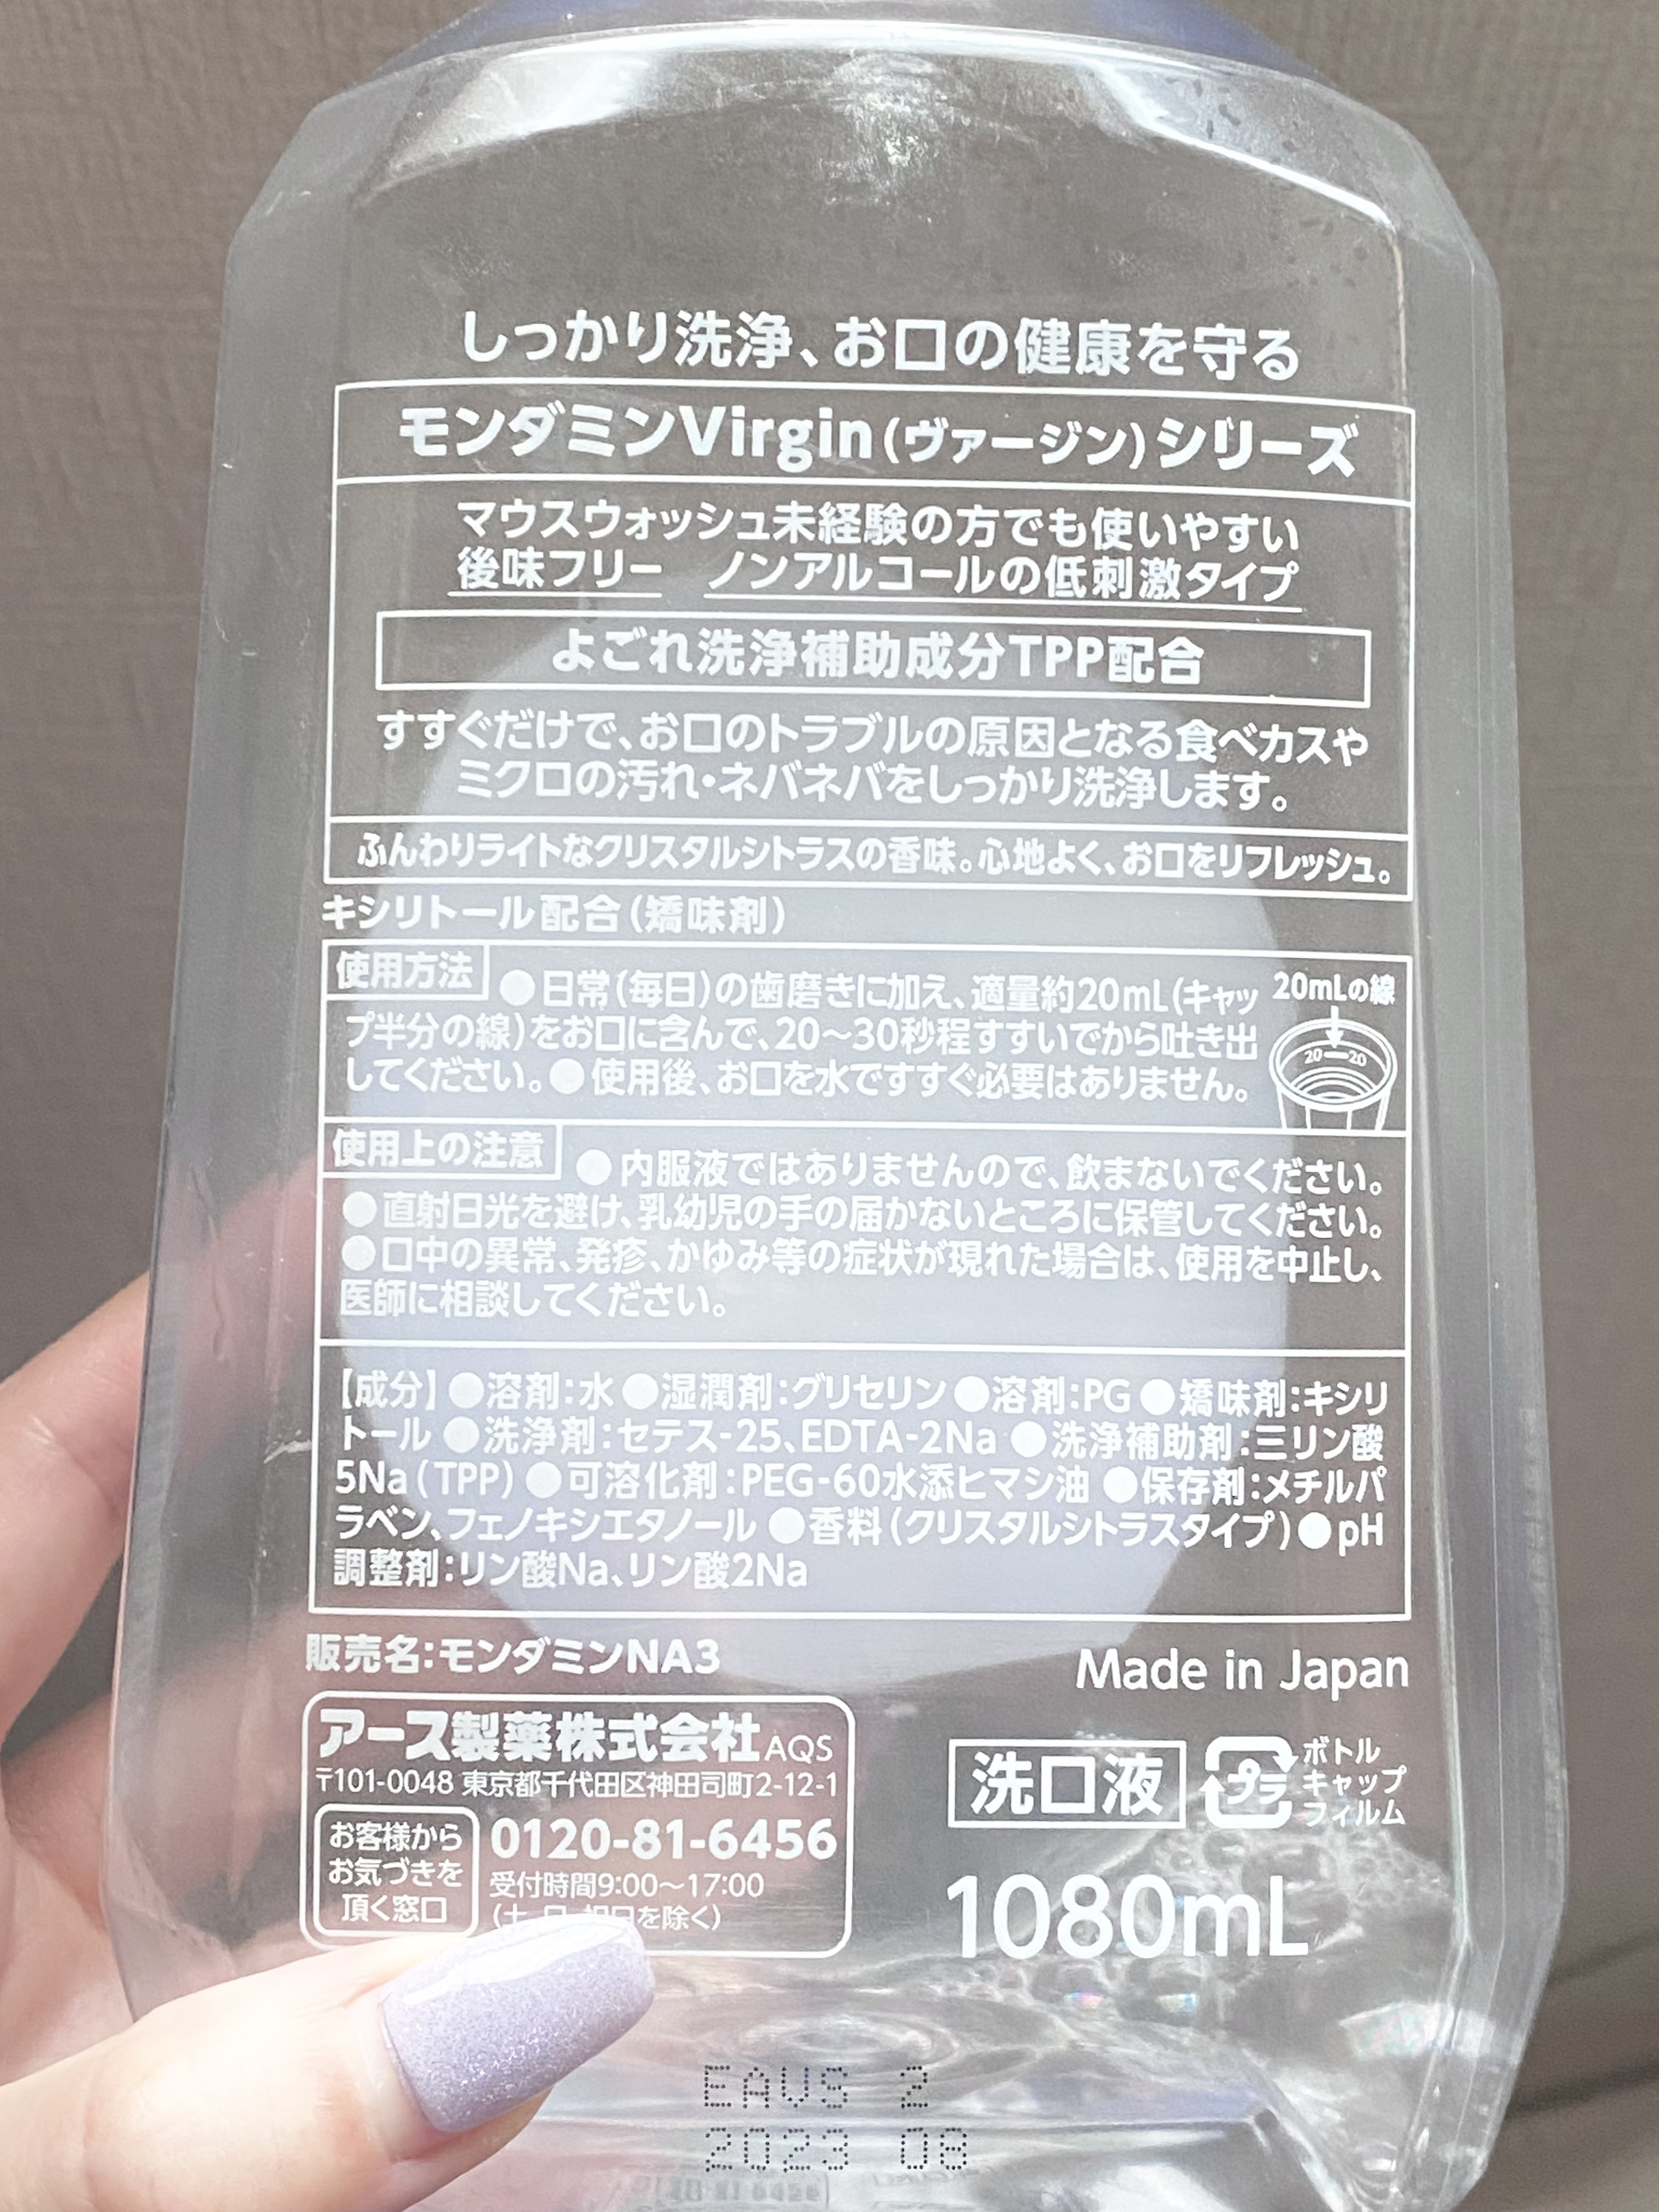 しっかり洗浄、お口の健康を守る
モンダミンVirgin(ヴァージン)シリーズ
マウスウォッシュ未経験の方でも使いやすい
後味フリー ノンアルコールの低刺激タイプ
よごれ洗浄補助成分TPP配合
すすぐだけで、お口のトラブルの原因となる食べカスや
ミクロの汚れ・ネバネバをしっかり洗浄します。
ふんわりライトなクリスタルシトラスの香味。心地よく、お口をリフレッシュ。
キシリトール配合(矯味剤)
使用方法 ●日常(毎日)の歯磨きに加え、適量約20mL(キャッ
プ半分の線)をお口に含んで、20〜30秒程すすいでから吐き出
してください。●使用後、お口を水ですすぐ必要はありません。
20mLの線
20 20
使用上の注意 ●内服液ではありませんので、飲まないでください。
●直射日光を避け、乳幼児の手の届かないところに保管してください。
●口中の異常、発疹、かゆみ等の症状が現れた場合は、使用を中止し、
医師に相談してください。
【成分】●溶剤:水 ●湿潤剤:グリセリン ●溶剤:PG ●矯味剤:キシリ
トール ●洗浄剤:セテス-25、EDTA-2Na ●洗浄補助剤:三リン酸
5Na(TPP) ●可溶化剤:PEG-60水添ヒマシ油 ●保存剤:メチルパ
ラベン、フェノキシエタノール ●香料(クリスタルシトラスタイプ)●pH
調整剤:リン酸Na、リン酸2Na
販売名:モンダミンNA3
Made in Japan
アース製薬株式会社AQS
〒101-0048 東京都千代田区神田司町2-12-1
お客様から
お気づきを
頂く窓口
0120-81-6456
受付時間9:00〜17:00
(土 日 祝日を除く)
洗口液
プラ
ボトル
キャップ
フィルム
1080mL
EAVS 2
2023 08